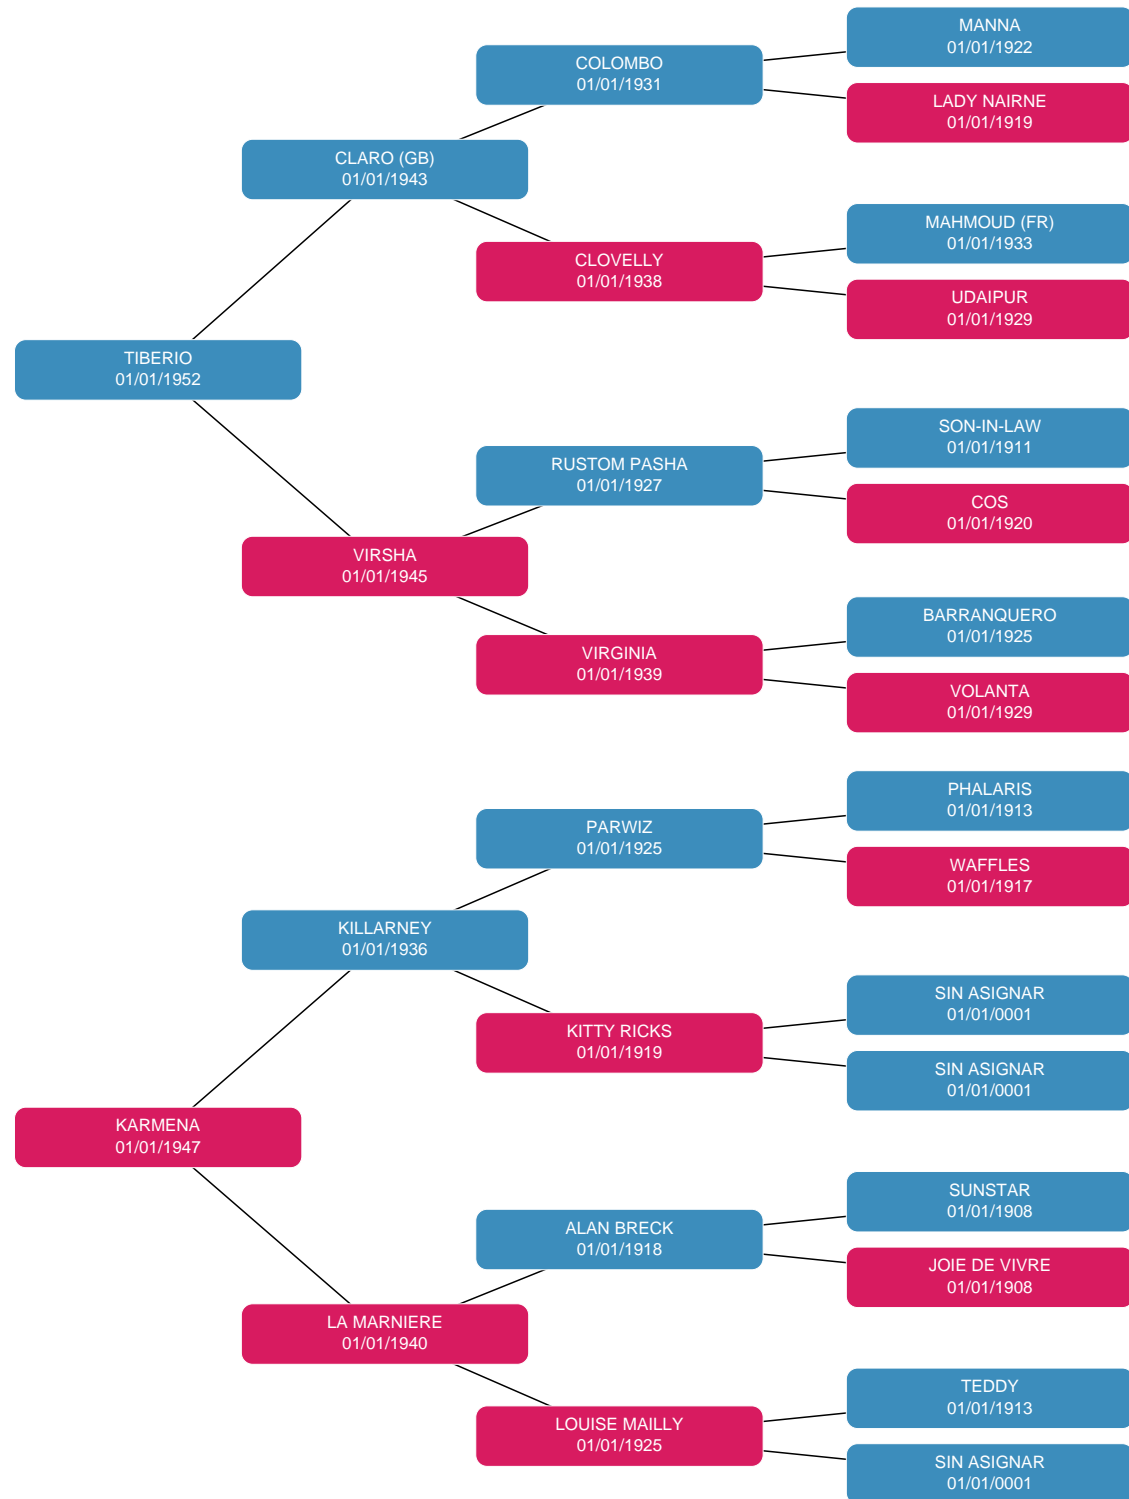 MANNA
01/01/1922
COLOMBO
01/01/1931
LADY NAIRNE
01/01/1919
CLARO (GB)
01/01/1943
MAHMOUD (FR)
01/01/1933
CLOVELLY
01/01/1938
UDAIPUR
01/01/1929
TIBERIO
01/01/1952
SON-IN-LAW
01/01/1911
RUSTOM PASHA
01/01/1927
COS
01/01/1920
VIRSHA
01/01/1945
BARRANQUERO
01/01/1925
VIRGINIA
01/01/1939
VOLANTA
01/01/1929
PHALARIS
01/01/1913
PARWIZ
01/01/1925
WAFFLES
01/01/1917
KILLARNEY
01/01/1936
SIN ASIGNAR
01/01/0001
KITTY RICKS
01/01/1919
SIN ASIGNAR
01/01/0001
KARMENA
01/01/1947
SUNSTAR
01/01/1908
ALAN BRECK
01/01/1918
JOIE DE VIVRE
01/01/1908
LA MARNIERE
01/01/1940
TEDDY
01/01/1913
LOUISE MAILLY
01/01/1925
SIN ASIGNAR
01/01/0001